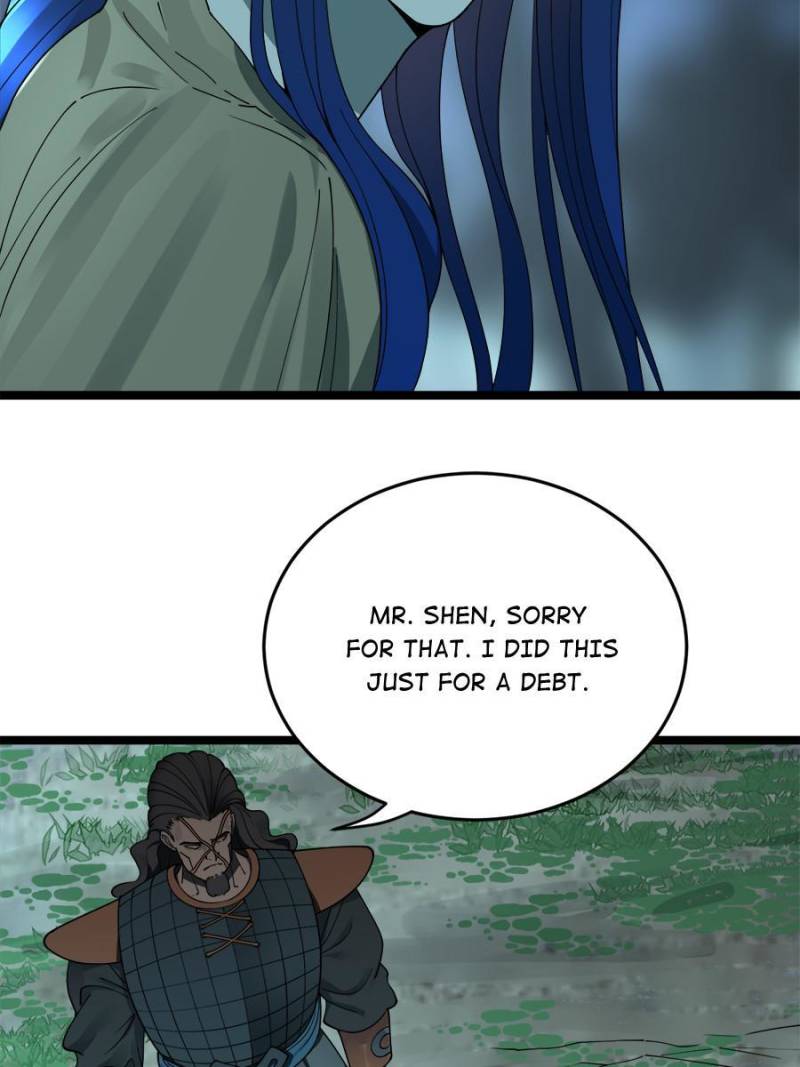 MR. SHEN, SORRY
FOR THAT. I DID THIS
JUST FOR A DEBT.